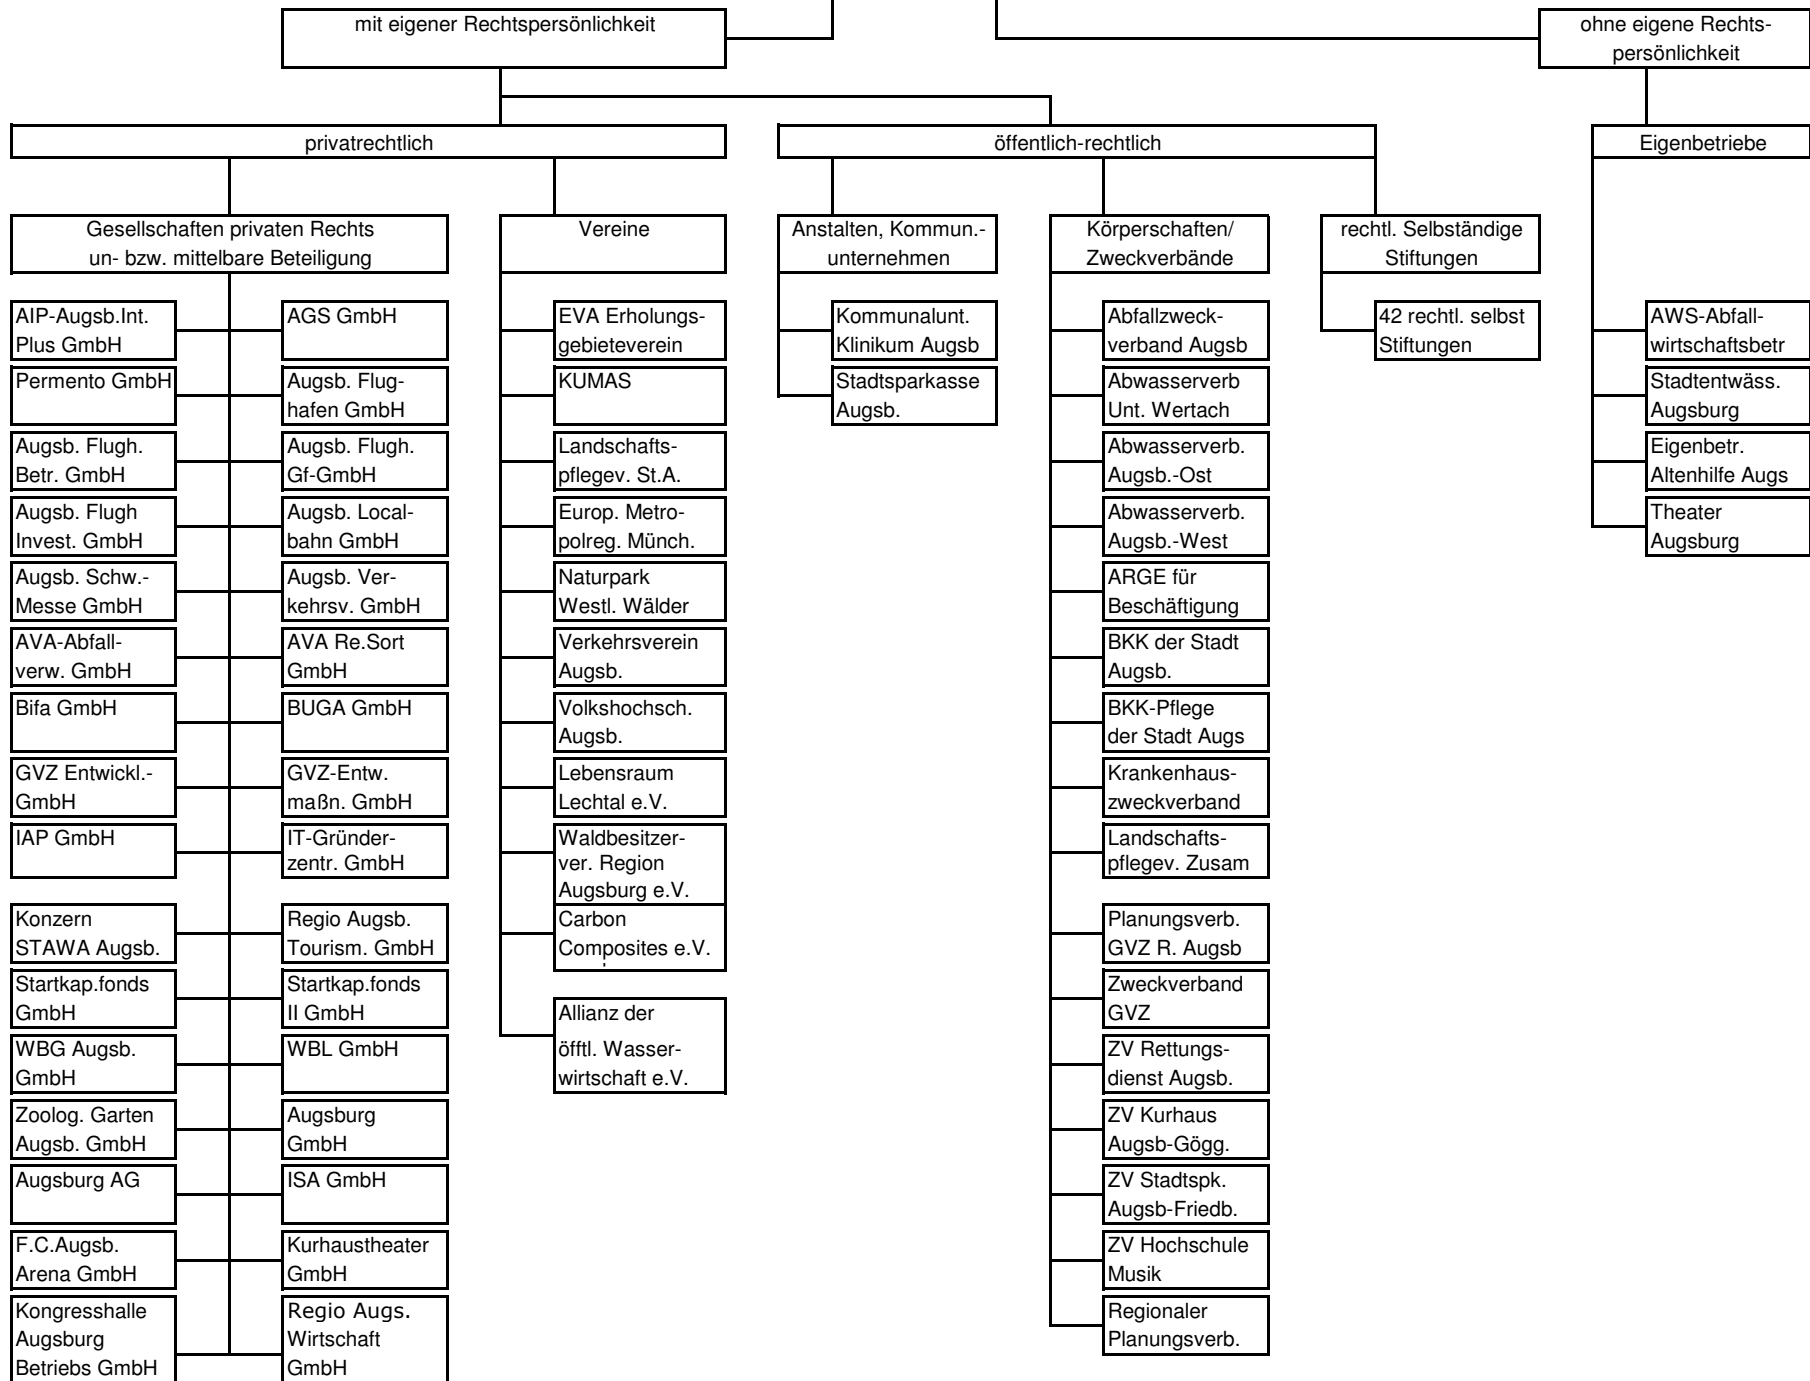 mit eigener Rechtspersönlichkeit
ohne eigene Rechts-
persönlichkeit
privatrechtlich
öffentlich-rechtlich
Eigenbetriebe
Gesellschaften privaten Rechts
un- bzw. mittelbare Beteiligung
Vereine
Anstalten, Kommun.-
unternehmen
Körperschaften/
Zweckverbände
rechtl. Selbständige
Stiftungen
AIP-Augsb.Int.
Plus GmbH
Permento GmbH
Augsb. Flugh.
Betr. GmbH
Augsb. Flugh
Invest. GmbH
Augsb. Schw.-
Messe GmbH
AVA-Abfall-
verw. GmbH
Bifa GmbH
GVZ Entwickl.-
GmbH
IAP GmbH
Konzern
STAWA Augsb.
Startkap.fonds
GmbH
WBG Augsb.
GmbH
Zoolog. Garten
Augsb. GmbH
Augsburg AG
F.C.Augsb.
Arena GmbH
Kongresshalle
Augsburg
Betriebs GmbH
AGS GmbH
Augsb. Flug-
hafen GmbH
Augsb. Flugh.
Gf-GmbH
Augsb. Local-
bahn GmbH
Augsb. Ver-
kehrsv. GmbH
AVA Re.Sort
GmbH
BUGA GmbH
GVZ-Entw.
maßn. GmbH
IT-Gründer-
zentr. GmbH
Regio Augsb.
Tourism. GmbH
Startkap.fonds
II GmbH
WBL GmbH
Augsburg
GmbH
ISA GmbH
Kurhaustheater
GmbH
Regio Augs.
Wirtschaft
GmbH
EVA Erholungs-
gebieteverein
KUMAS
Landschafts-
pflegev. St.A.
Europ. Metro-
polreg. Münch.
Naturpark
Westl. Wälder
Verkehrsverein
Augsb.
Volkshochsch.
Augsb.
Lebensraum
Lechtal e.V.
Waldbesitzer-
ver. Region
Augsburg e.V.
Carbon
Composites e.V.
Allianz der
öfftl. Wasser-
wirtschaft e.V.
Kommunalunt.
Klinikum Augsb
Stadtsparkasse
Augsb.
Abfallzweck-
verband Augsb
Abwasserverb
Unt. Wertach
Abwasserverb.
Augsb.-Ost
Abwasserverb.
Augsb.-West
ARGE für
Beschäftigung
BKK der Stadt
Augsb.
BKK-Pflege
der Stadt Augs
Krankenhaus-
zweckverband
Landschafts-
pflegev. Zusam
Planungsverb.
GVZ R. Augsb
Zweckverband
GVZ
ZV Rettungs-
dienst Augsb.
ZV Kurhaus
Augsb-Gögg.
ZV Stadtspk.
Augsb-Friedb.
ZV Hochschule
Musik
Regionaler
Planungsverb.
42 rechtl. selbst
Stiftungen
AWS-Abfall-
wirtschaftsbetr
Stadtentwäss.
Augsburg
Eigenbetr.
Altenhilfe Augs
Theater
Augsburg